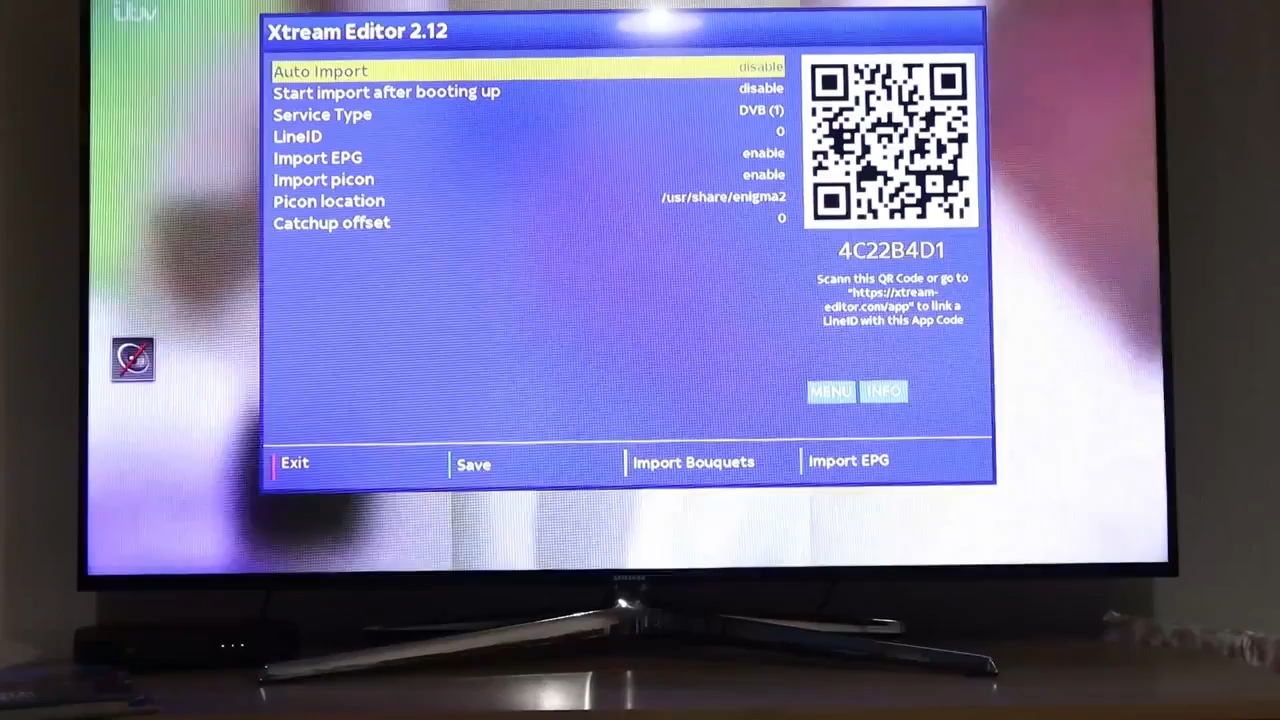 itv
Xtream Editor 2.12
Auto Import disable
Start import after booting up disable
Service Type DVB (1)
LineID 0
Import EPG enable
Import picon enable
Picon location /usr/share/enigma2
Catchup offset 0
4C22B4D1
Scann this QR Code or go to
"https://xtream-
editor.com/app" to link a
LineID with this App Code
MENU INFO
Exit Save Import Bouquets Import EPG
SAMSUNG